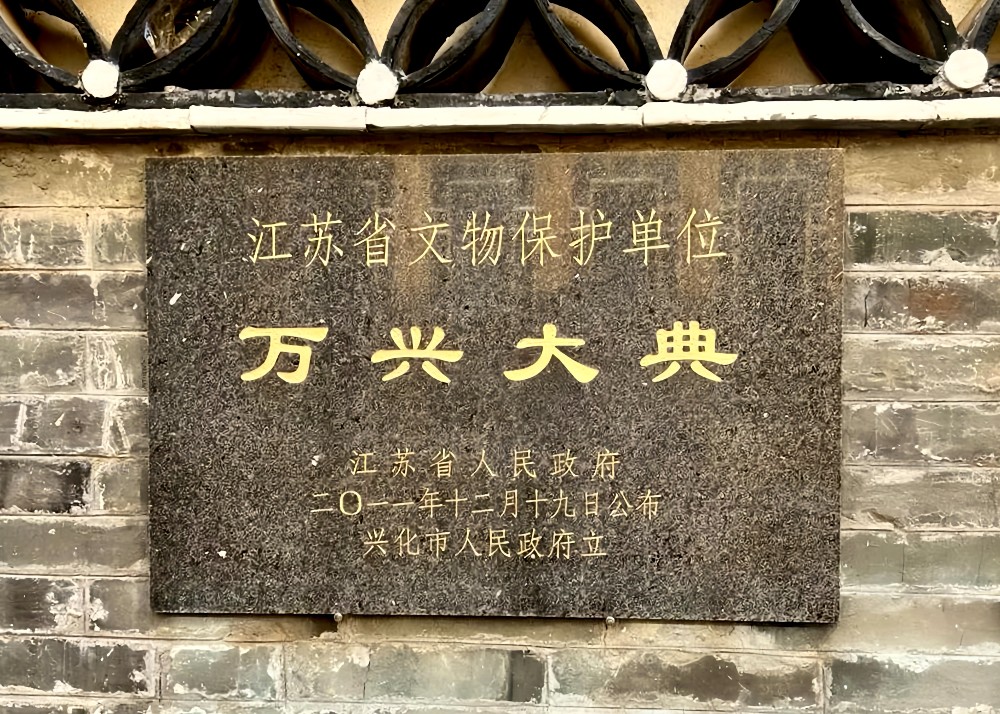 江苏省文物保护单位
万兴大典
江苏省人民政府
二〇一一年十二月十九日公布
兴化市人民政府立